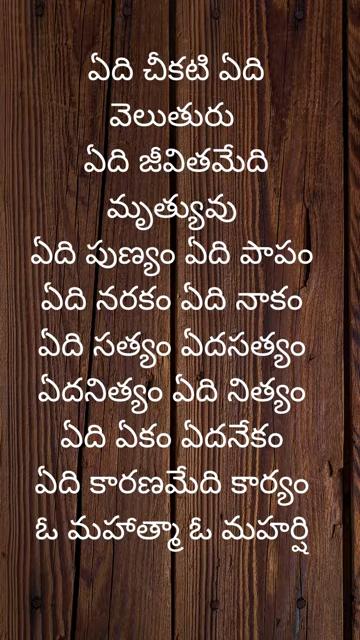 ఏది చీకటి ఏది
వెలుతురు
ఏది జీవితమేది
మృత్యువు
ఏది పుణ్యం ఏది పాపం
ఏది నరకం ఏది నాకం
ఏది సత్యం ఏదసత్యం
ఏదనిత్యం ఏది నిత్యం
ఏది ఏకం ఏదనేకం
ఏది కారణమేది కార్యం
ఓ మహాత్మా ఓ మహర్షి